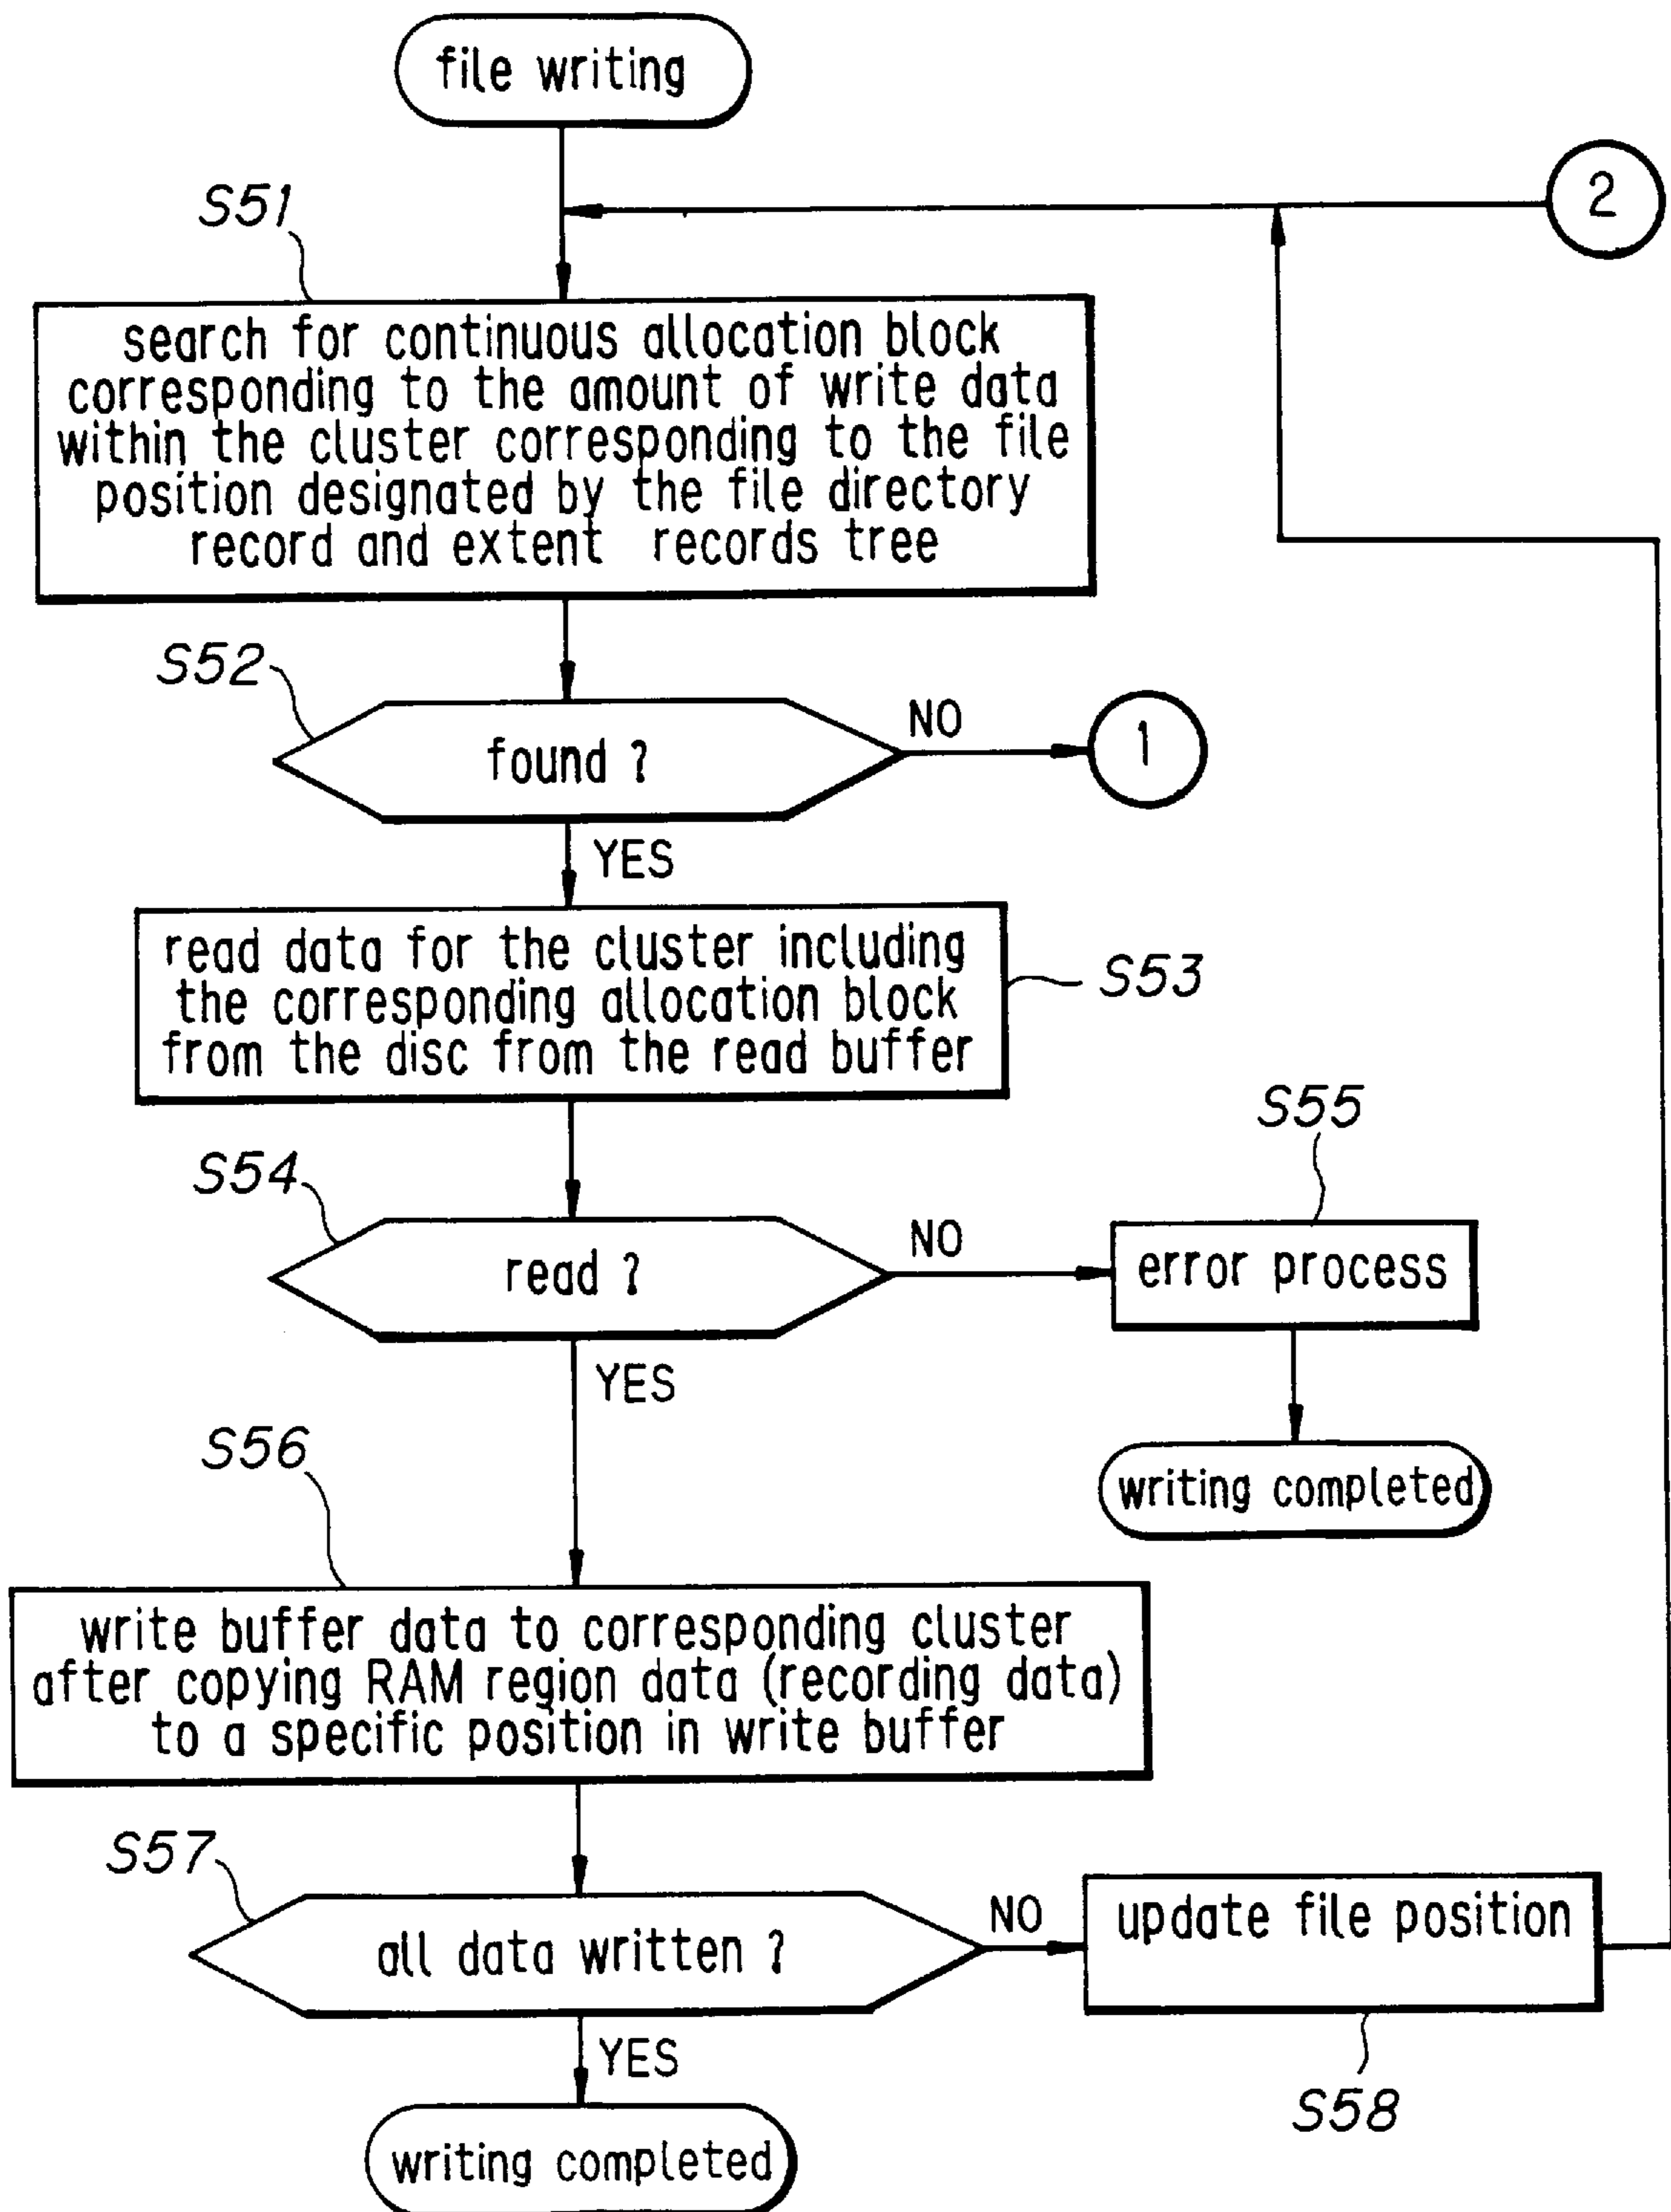 file writing
2
S51
search for continuous allocation block
corresponding to the amount of write data
within the cluster corresponding to the file
position designated by the file directory
record and extent records tree
S52
found ?
NO
1
YES
read data for the cluster including
the corresponding allocation block
from the disc from the read buffer
S53
S54
read ?
NO
S55
error process
YES
writing completed
S56
write buffer data to corresponding cluster
after copying RAM region data (recording data)
to a specific position in write buffer
S57
all data written ?
NO
update file position
YES
S58
writing completed